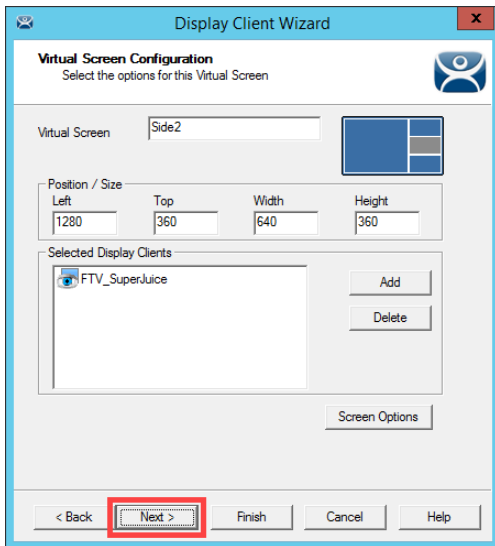 Display Client Wizard
x
Virtual Screen Configuration
Select the options for this Virtual Screen
Virtual Screen Side2
Position / Size
Left Top Width Height
1280 360 640 360
Selected Display Clients
FTV_SuperJuice
Add
Delete
Screen Options
< Back Next > Finish Cancel Help